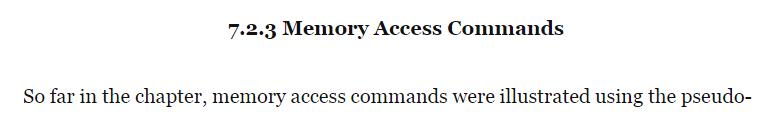 7.2.3 Memory Access Commands
So far in the chapter, memory access commands were illustrated using the pseudo-